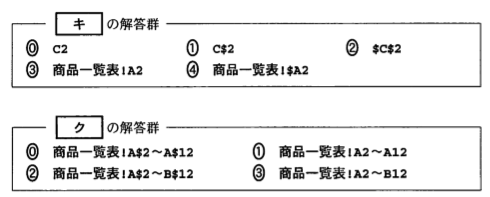 キ の解答群
⓪ C2 ① C$2 ② $C$2
③ 商品一覧表!A2 ④ 商品一覧表!$A2
ク の解答群
⓪ 商品一覧表!A$2～A$12 ① 商品一覧表!A2～A12
② 商品一覧表!A$2～B$12 ③ 商品一覧表!A2～B12